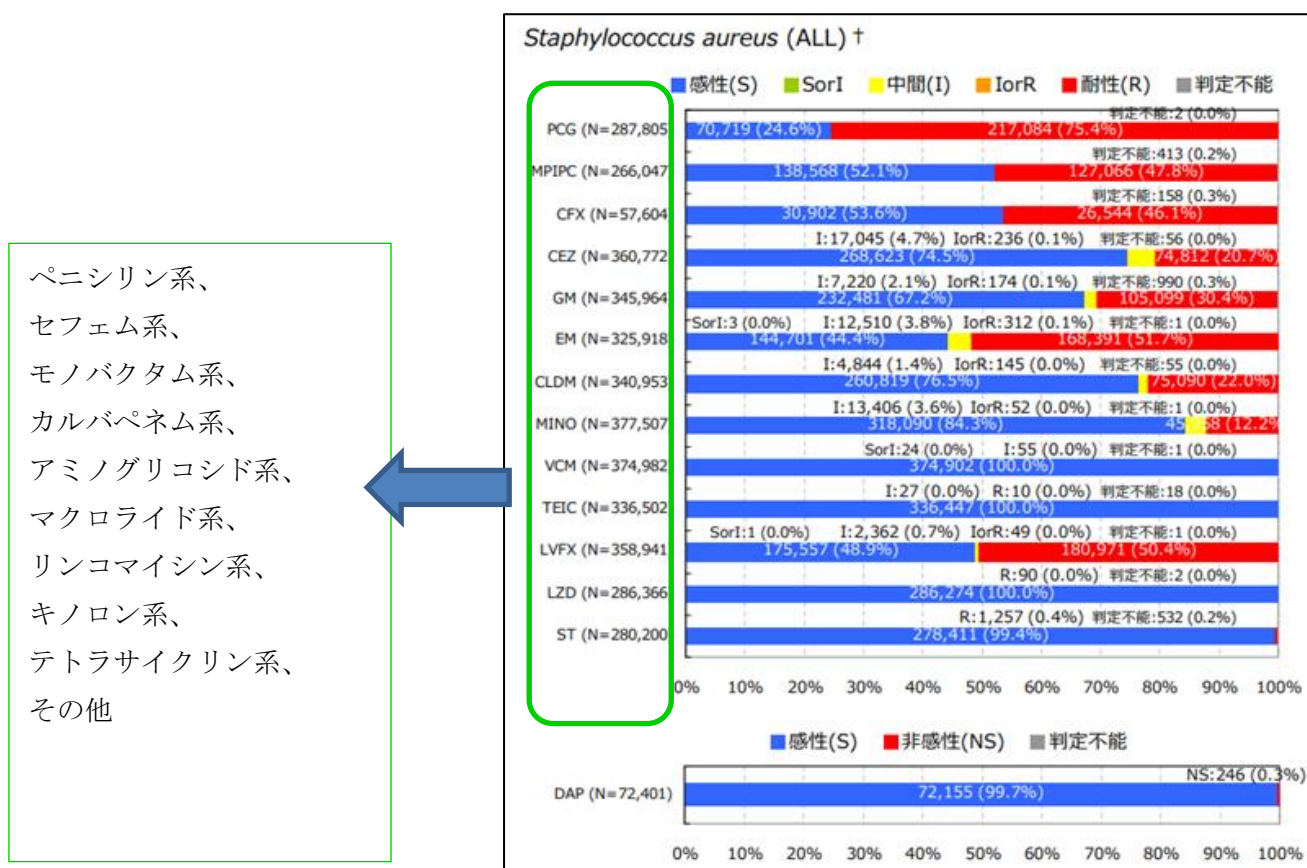 ペニシリン系、
セフェム系、
モノバクタム系、
カルバペネム系、
アミノグリコシド系、
マクロライド系、
リンコマイシン系、
キノロン系、
テトラサイクリン系、
その他
Staphylococcus aureus (ALL) †
感性(S) SorI 中間(I) IorR 耐性(R) 判定不能
判定不能:2 (0.0%)
PCG (N=287,805) 70,719 (24.6%) 217,084 (75.4%)
判定不能:413 (0.2%)
MPIPC (N=266,047) 138,568 (52.1%) 127,066 (47.8%)
判定不能:158 (0.3%)
CFX (N=57,604) 30,902 (53.6%) 26,544 (46.1%)
I:17,045 (4.7%) IorR:236 (0.1%) 判定不能:56 (0.0%)
CEZ (N=360,772) 268,623 (74.5%) 74,812 (20.7%)
I:7,220 (2.1%) IorR:174 (0.1%) 判定不能:990 (0.3%)
GM (N=345,964) 232,481 (67.2%) 105,099 (30.4%)
SorI:3 (0.0%) I:12,510 (3.8%) IorR:312 (0.1%) 判定不能:1 (0.0%)
EM (N=325,918) 144,701 (44.4%) 168,391 (51.7%)
I:4,844 (1.4%) IorR:145 (0.0%) 判定不能:55 (0.0%)
CLDM (N=340,953) 260,819 (76.5%) 75,090 (22.0%)
I:13,406 (3.6%) IorR:52 (0.0%) 判定不能:1 (0.0%)
MINO (N=377,507) 318,090 (84.3%) (12.2%
SorI:24 (0.0%) I:55 (0.0%) 判定不能:1 (0.0%)
VCM (N=374,982) 374,902 (100.0%)
I:27 (0.0%) R:10 (0.0%) 判定不能:18 (0.0%)
TEIC (N=336,502) 336,447 (100.0%)
SorI:1 (0.0%) I:2,362 (0.7%) IorR:49 (0.0%) 判定不能:1 (0.0%)
LVFX (N=358,941) 175,557 (48.9%) 180,971 (50.4%)
R:90 (0.0%) 判定不能:2 (0.0%)
LZD (N=286,366) 286,274 (100.0%)
R:1,257 (0.4%) 判定不能:532 (0.2%)
ST (N=280,200) 278,411 (99.4%)
0% 10% 20% 30% 40% 50% 60% 70% 80% 90% 100%
感性(S) 非感性(NS) 判定不能
NS:246 (0.3%)
DAP (N=72,401) 72,155 (99.7%)
0% 10% 20% 30% 40% 50% 60% 70% 80% 90% 100%